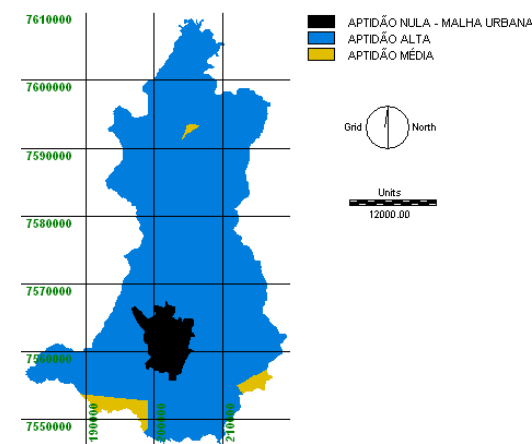 7610000
7600000
7590000
7580000
7570000
7560000
7550000
190000
200000
210000
APTIDÃO NULA - MALHA URBANA
APTIDÃO ALTA
APTIDÃO MÉDIA
Grid North
Units
12000.00